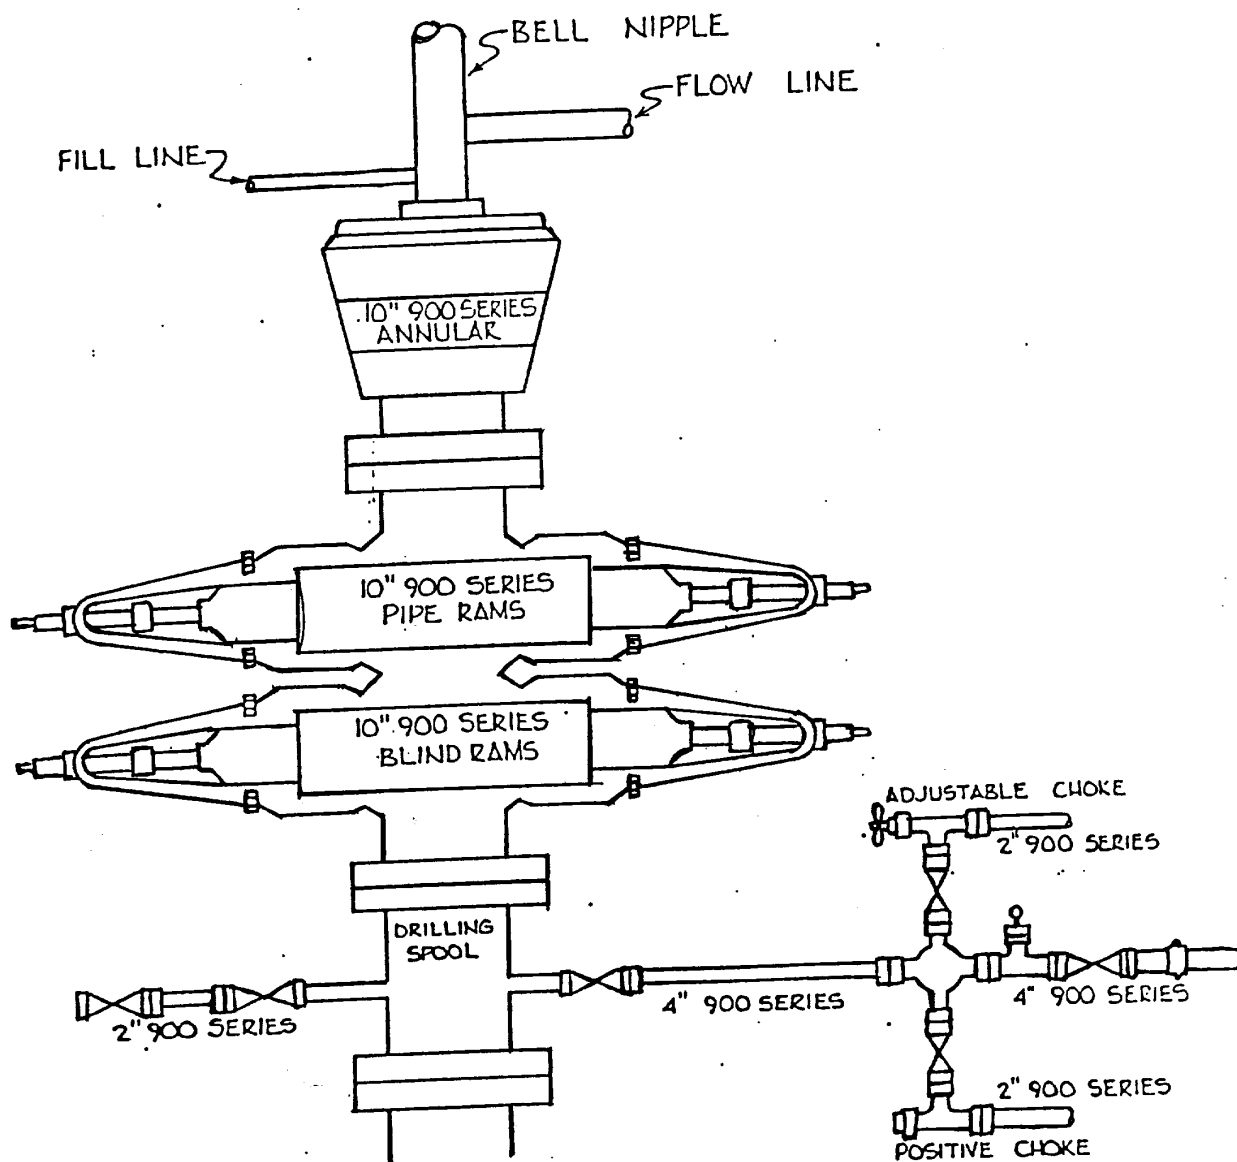 BELL NIPPLE
FLOW LINE
FILL LINE
10" 900 SERIES
ANNULAR
10" 900 SERIES
PIPE RAMS
10" 900 SERIES
BLIND RAMS
ADJUSTABLE CHOKE
2" 900 SERIES
DRILLING
SPOOL
2" 900 SERIES
4" 900 SERIES
4" 900 SERIES
2" 900 SERIES
POSITIVE CHOKE